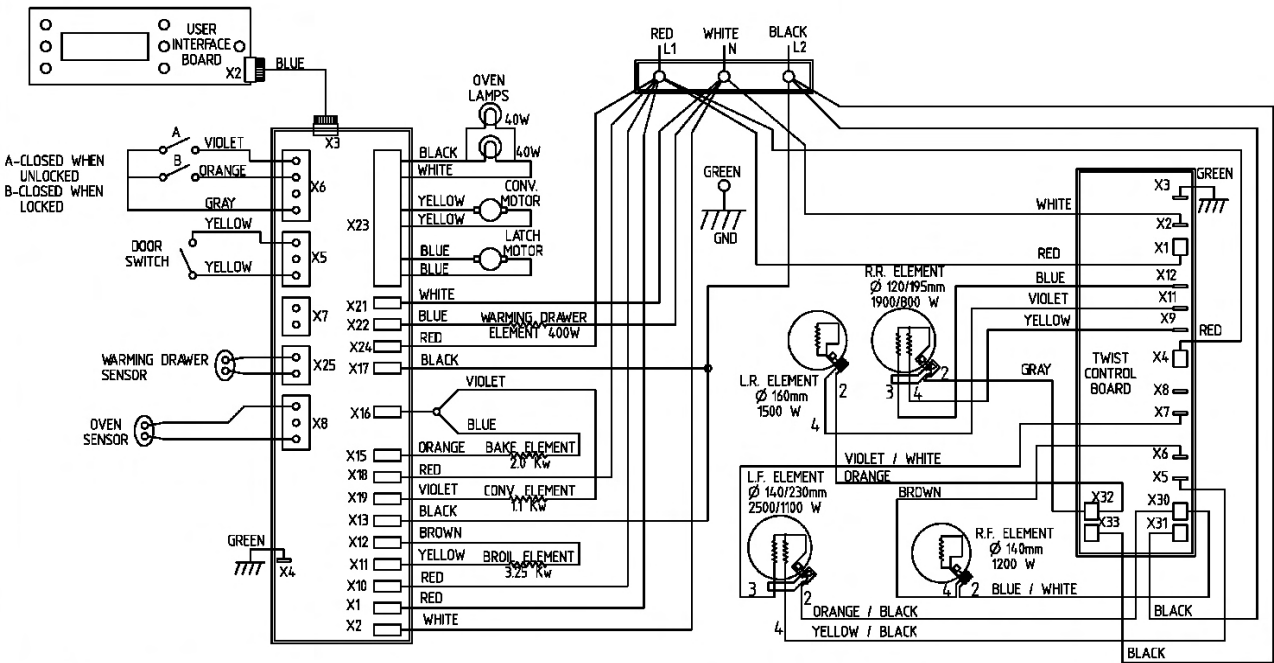 USER
INTERFACE
BOARD
X2
BLUE
RED
L1
WHITE
N
BLACK
L2
OVEN
LAMPS
40W
40W
X3
A
VIOLET
B
ORANGE
GRAY
A-CLOSED WHEN
UNLOCKED
B-CLOSED WHEN
LOCKED
X6
BLACK
WHITE
YELLOW
YELLOW
CONV.
MOTOR
X23
BLUE
BLUE
LATCH
MOTOR
YELLOW
YELLOW
DOOR
SWITCH
X5
X7
X21
WHITE
X22
BLUE
WARMING DRAWER
ELEMENT 400W
X24
RED
X17
BLACK
WARMING DRAWER
SENSOR
X25
X16
VIOLET
BLUE
OVEN
SENSOR
X8
X15
ORANGE
BAKE ELEMENT
2.0 Kw
X18
RED
X19
VIOLET
CONV. ELEMENT
1.1 Kw
X13
BLACK
X12
BROWN
X11
YELLOW
BROIL ELEMENT
3.25 Kw
X10
RED
X1
RED
X2
WHITE
GREEN
X4
GREEN
GND
WHITE
RED
BLUE
VIOLET
YELLOW
GRAY
R.R. ELEMENT
Ø 120/195mm
1900/800 W
3
4
2
L.R. ELEMENT
Ø 160mm
1500 W
2
4
VIOLET / WHITE
ORANGE
BROWN
L.F. ELEMENT
Ø 140/230mm
2500/1100 W
3
2
4
R.F. ELEMENT
Ø 140mm
1200 W
4
2
BLUE / WHITE
ORANGE / BLACK
YELLOW / BLACK
X3
GREEN
X2
X1
X12
X11
X9
RED
X4
TWIST
CONTROL
BOARD
X8
X7
X6
X5
X32
X30
X33
X31
BLACK
BLACK